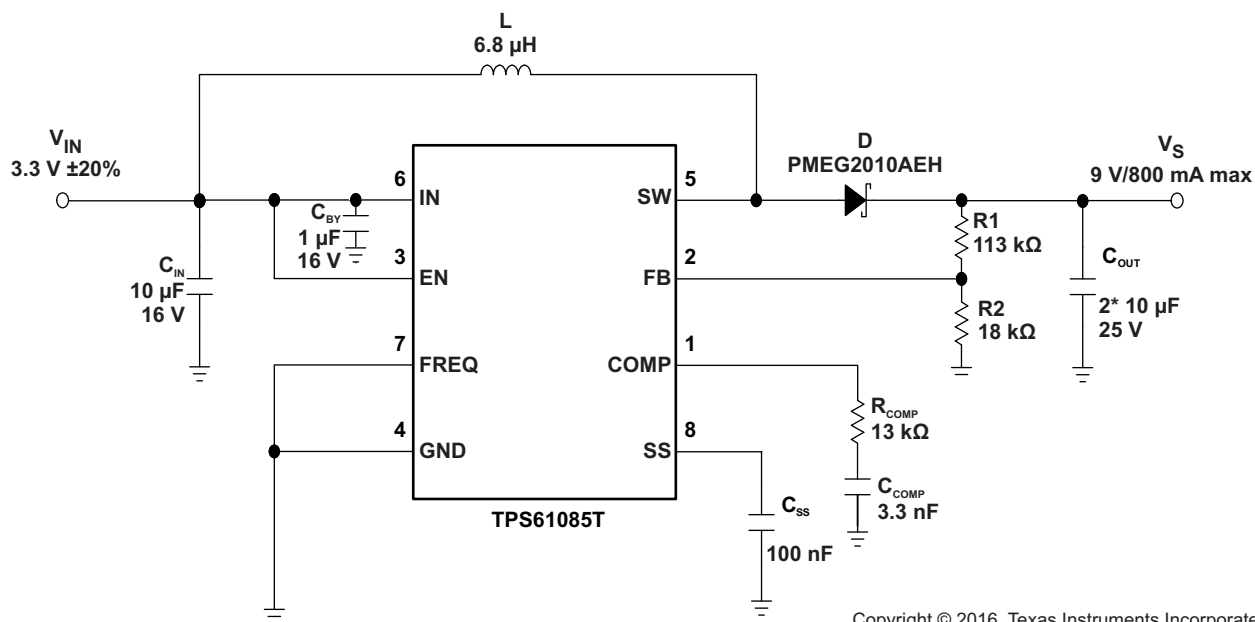 L
6.8 µH
V_IN
3.3 V ±20%
D
PMEG2010AEH
V_S
9 V/800 mA max
6
IN
SW
5
C_BY
1 µF
16 V
R1
113 kΩ
3
EN
FB
2
C_IN
10 µF
16 V
C_OUT
2* 10 µF
25 V
R2
18 kΩ
7
FREQ
COMP
1
R_COMP
13 kΩ
4
GND
SS
8
C_COMP
3.3 nF
TPS61085T
C_SS
100 nF
Copyright © 2016, Texas Instruments Incorporate